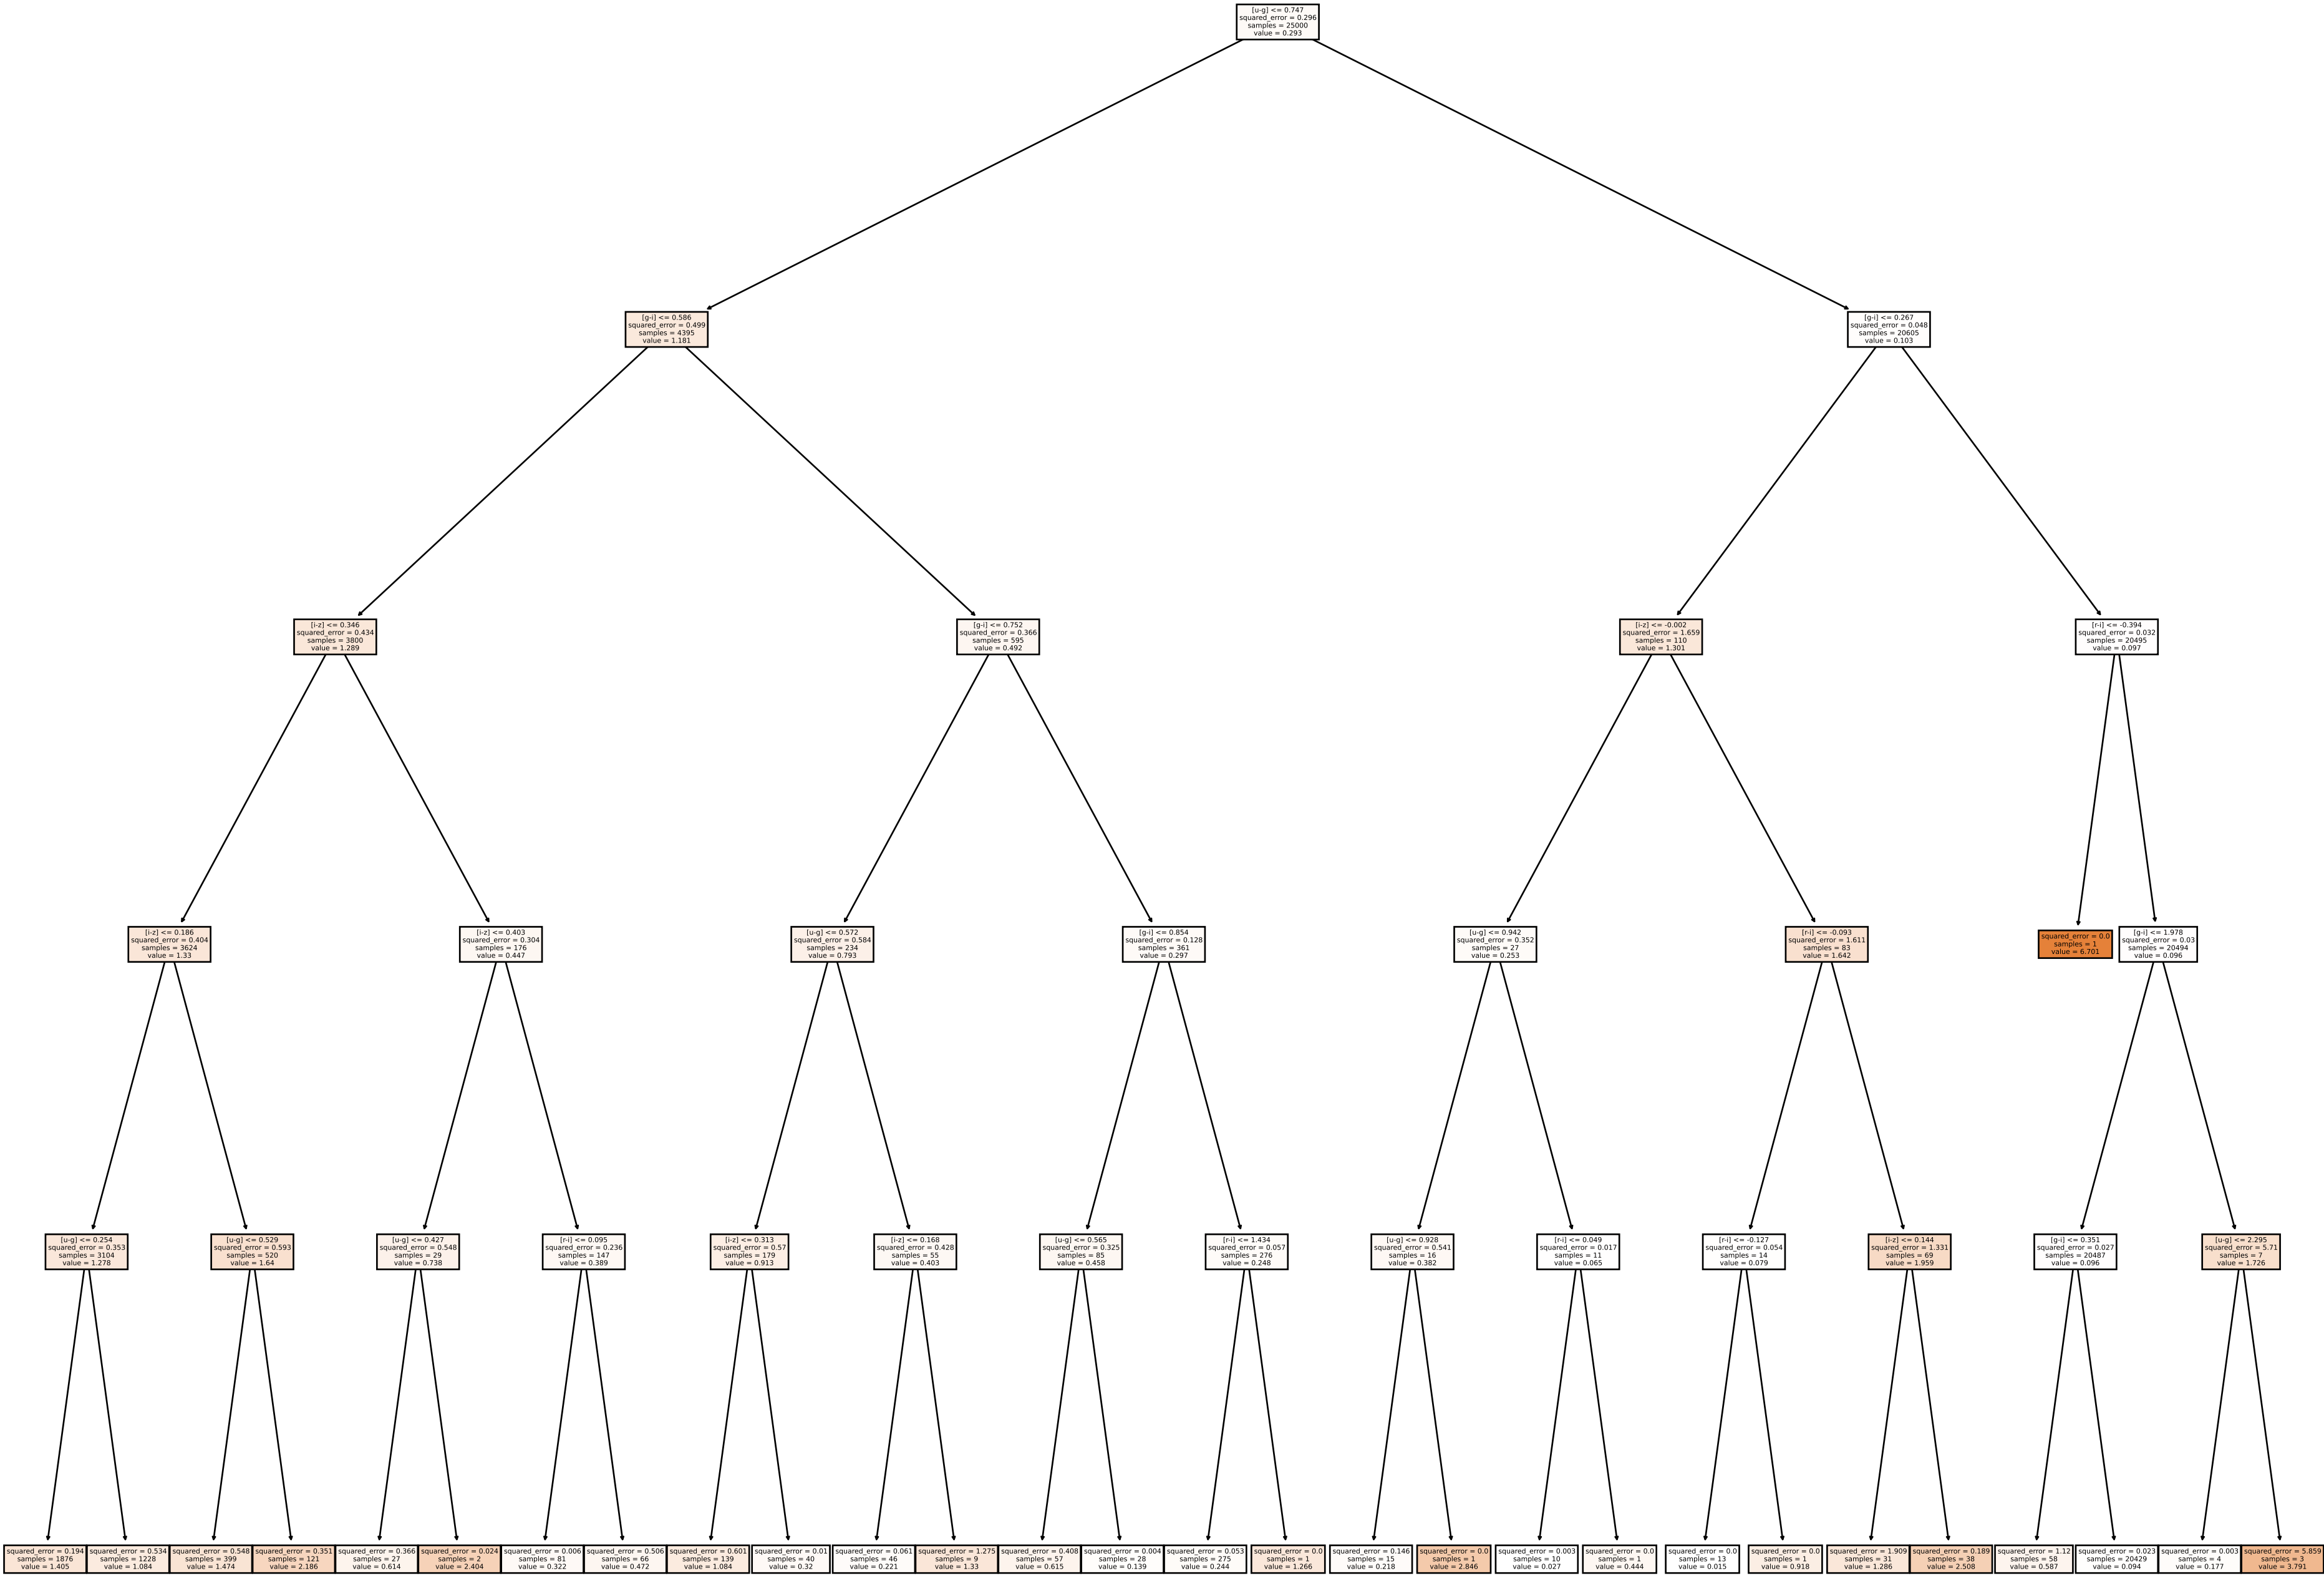 [u-g] <= 0.747
squared_error = 0.296
samples = 25000
value = 0.293
[g-i] <= 0.586
squared_error = 0.499
samples = 4395
value = 1.181
[g-i] <= 0.267
squared_error = 0.048
samples = 20605
value = 0.103
[i-z] <= 0.346
squared_error = 0.434
samples = 3800
value = 1.289
[g-i] <= 0.752
squared_error = 0.366
samples = 595
value = 0.492
[i-z] <= -0.002
squared_error = 1.659
samples = 110
value = 1.301
[r-i] <= -0.394
squared_error = 0.032
samples = 20495
value = 0.097
[i-z] <= 0.186
squared_error = 0.404
samples = 3624
value = 1.33
[i-z] <= 0.403
squared_error = 0.304
samples = 176
value = 0.447
[u-g] <= 0.572
squared_error = 0.584
samples = 234
value = 0.793
[g-i] <= 0.854
squared_error = 0.128
samples = 361
value = 0.297
[u-g] <= 0.942
squared_error = 0.352
samples = 27
value = 0.253
[r-i] <= -0.093
squared_error = 1.611
samples = 83
value = 1.642
squared_error = 0.0
samples = 1
value = 6.701
[g-i] <= 1.978
squared_error = 0.03
samples = 20494
value = 0.096
[u-g] <= 0.254
squared_error = 0.353
samples = 3104
value = 1.278
[u-g] <= 0.529
squared_error = 0.593
samples = 520
value = 1.64
[u-g] <= 0.427
squared_error = 0.548
samples = 29
value = 0.738
[r-i] <= 0.095
squared_error = 0.236
samples = 147
value = 0.389
[i-z] <= 0.313
squared_error = 0.57
samples = 179
value = 0.913
[i-z] <= 0.168
squared_error = 0.428
samples = 55
value = 0.403
[u-g] <= 0.565
squared_error = 0.325
samples = 85
value = 0.458
[r-i] <= 1.434
squared_error = 0.057
samples = 276
value = 0.248
[u-g] <= 0.928
squared_error = 0.541
samples = 16
value = 0.382
[r-i] <= 0.049
squared_error = 0.017
samples = 11
value = 0.065
[r-i] <= -0.127
squared_error = 0.054
samples = 14
value = 0.079
[i-z] <= 0.144
squared_error = 1.331
samples = 69
value = 1.959
[g-i] <= 0.351
squared_error = 0.027
samples = 20487
value = 0.096
[u-g] <= 2.295
squared_error = 5.71
samples = 7
value = 1.726
squared_error = 0.194
samples = 1876
value = 1.405
squared_error = 0.534
samples = 1228
value = 1.084
squared_error = 0.548
samples = 399
value = 1.474
squared_error = 0.351
samples = 121
value = 2.186
squared_error = 0.366
samples = 27
value = 0.614
squared_error = 0.024
samples = 2
value = 2.404
squared_error = 0.006
samples = 81
value = 0.322
squared_error = 0.506
samples = 66
value = 0.472
squared_error = 0.601
samples = 139
value = 1.084
squared_error = 0.01
samples = 40
value = 0.32
squared_error = 0.061
samples = 46
value = 0.221
squared_error = 1.275
samples = 9
value = 1.33
squared_error = 0.408
samples = 57
value = 0.615
squared_error = 0.004
samples = 28
value = 0.139
squared_error = 0.053
samples = 275
value = 0.244
squared_error = 0.0
samples = 1
value = 1.266
squared_error = 0.146
samples = 15
value = 0.218
squared_error = 0.0
samples = 1
value = 2.846
squared_error = 0.003
samples = 10
value = 0.027
squared_error = 0.0
samples = 1
value = 0.444
squared_error = 0.0
samples = 13
value = 0.015
squared_error = 0.0
samples = 1
value = 0.918
squared_error = 1.909
samples = 31
value = 1.286
squared_error = 0.189
samples = 38
value = 2.508
squared_error = 1.12
samples = 58
value = 0.587
squared_error = 0.023
samples = 20429
value = 0.094
squared_error = 0.003
samples = 4
value = 0.177
squared_error = 5.859
samples = 3
value = 3.791